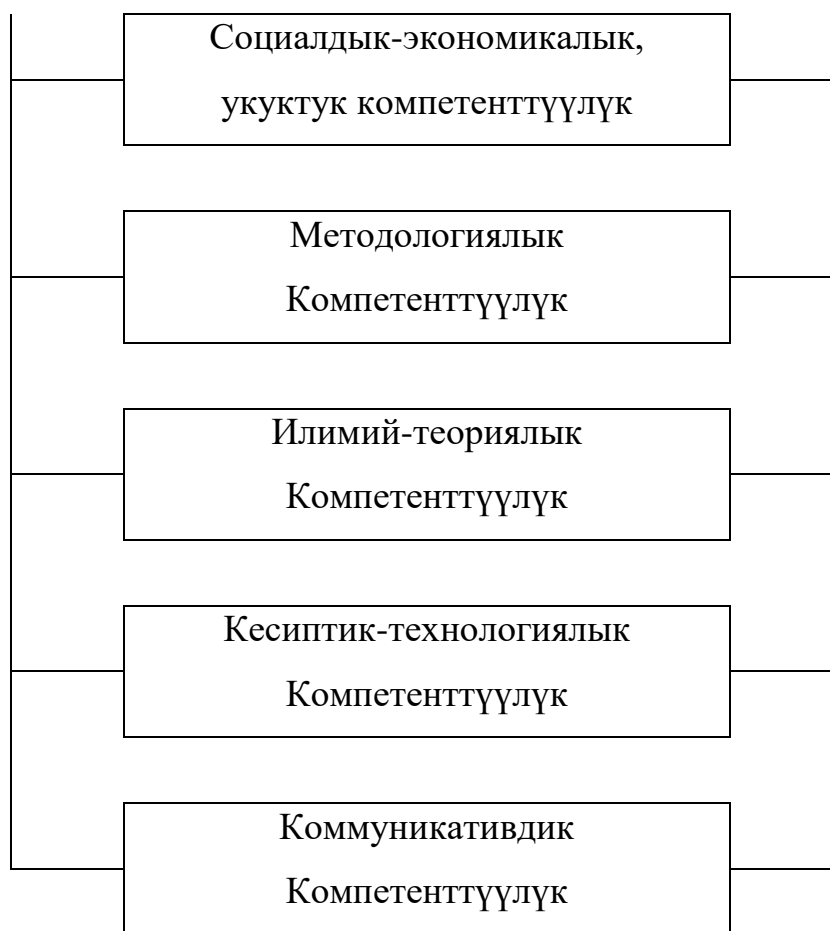 Социалдык-экономикалык,
укуктук компетенттүүлүк
Методологиялык
Компетенттүүлүк
Илимий-теориялык
Компетенттүүлүк
Кесиптик-технологиялык
Компетенттүүлүк
Коммуникативдик
Компетенттүүлүк